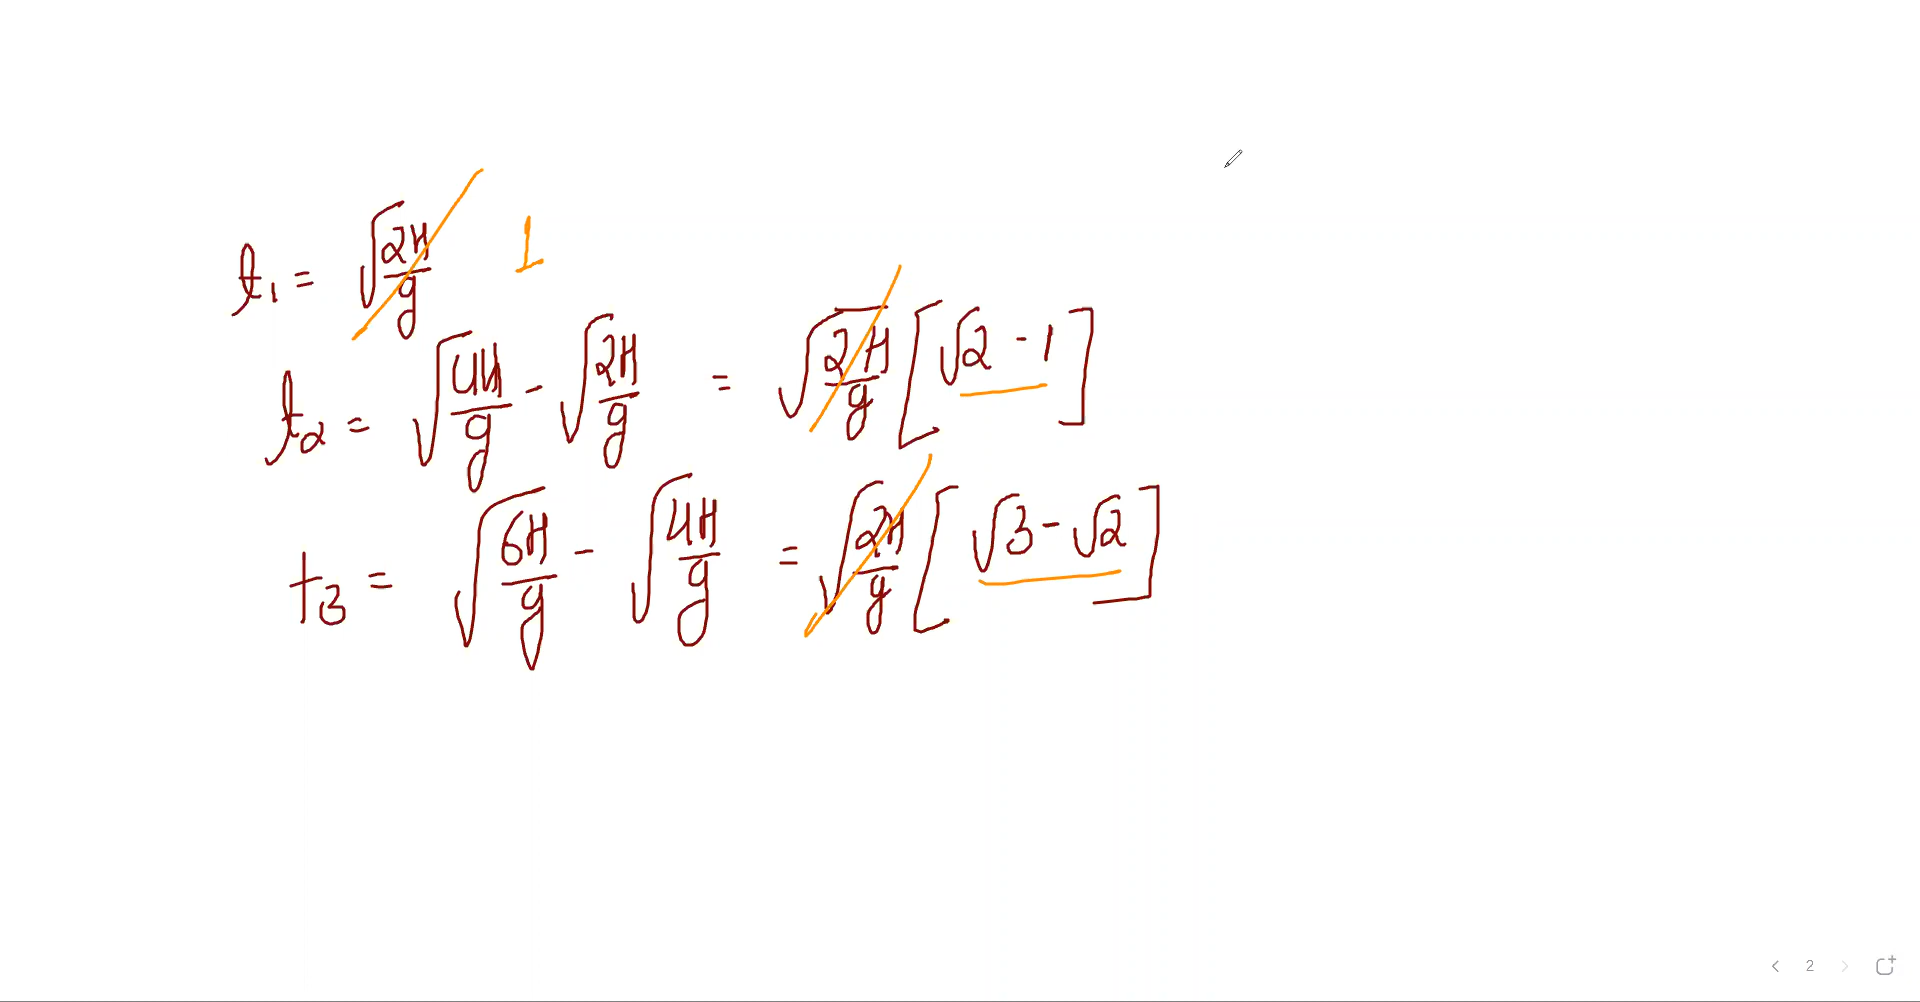 t₁ = √(2H/g) 1
t₂ = √(4H/g) - √(2H/g) = √(2H/g) [√2 - 1]
t₃ = √(6H/g) - √(4H/g) = √(2H/g) [√3 - √2]
2